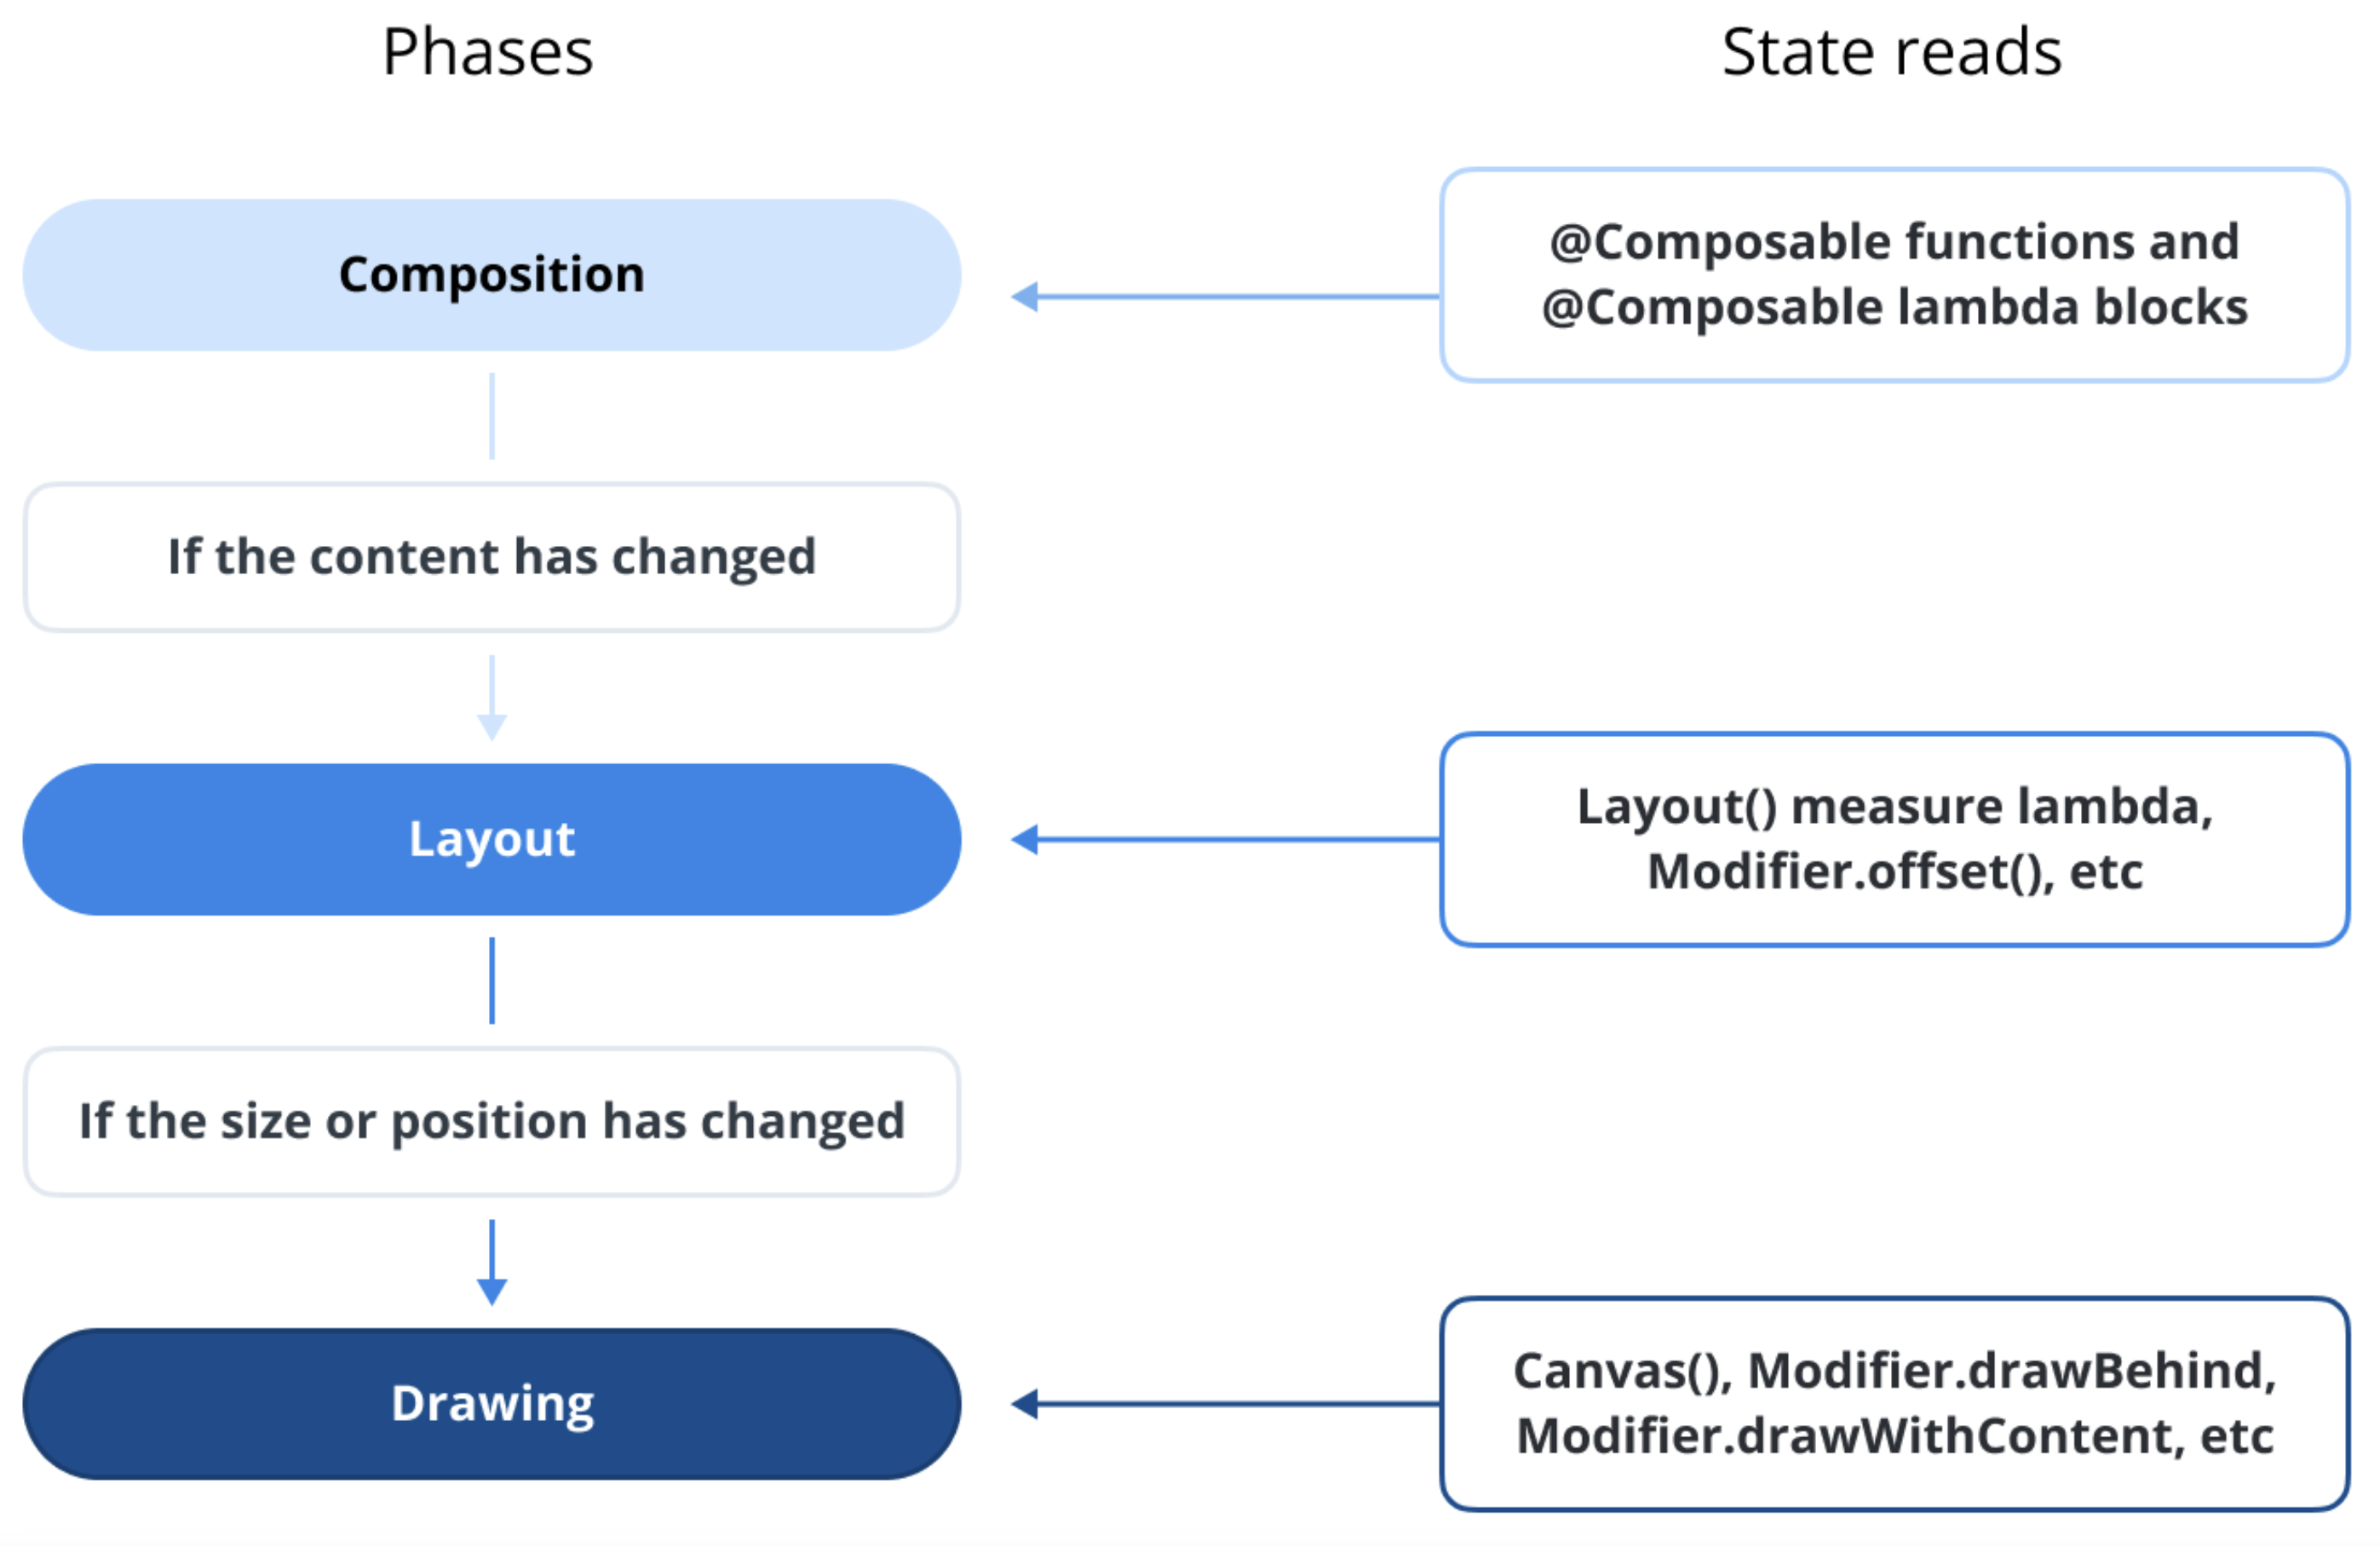 Phases
State reads
Composition
@Composable functions and
@Composable lambda blocks
If the content has changed
Layout
Layout() measure lambda,
Modifier.offset(), etc
If the size or position has changed
Drawing
Canvas(), Modifier.drawBehind,
Modifier.drawWithContent, etc